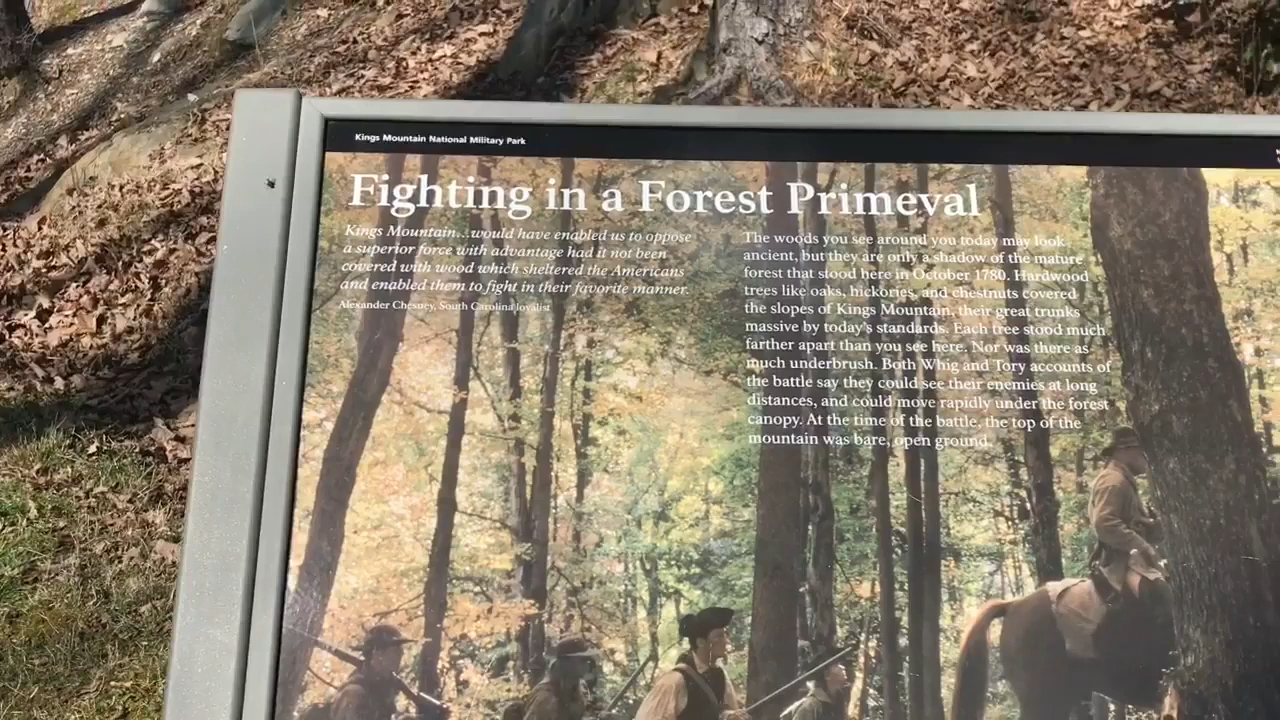 Kings Mountain National Military Park
Fighting in a Forest Primeval
Kings Mountain...would have enabled us to oppose
a superior force with advantage had it not been
covered with wood which sheltered the Americans
and enabled them to fight in their favorite manner.
Alexander Chesney, South Carolina loyalist
The woods you see around you today may look
ancient, but they are only a shadow of the mature
forest that stood here in October 1780. Hardwood
trees like oaks, hickories, and chestnuts covered
the slopes of Kings Mountain, their great trunks
massive by today's standards. Each tree stood much
farther apart than you see here. Nor was there as
much underbrush. Both Whig and Tory accounts of
the battle say they could see their enemies at long
distances, and could move rapidly under the forest
canopy. At the time of the battle, the top of the
mountain was bare, open ground.